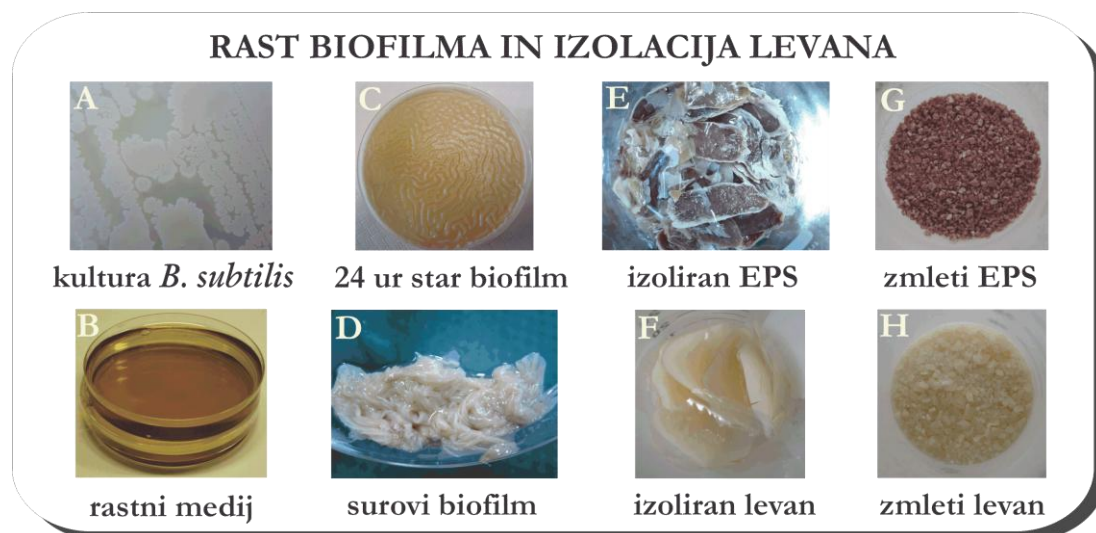 RAST BIOFILMA IN IZOLACIJA LEVANA
A
C
E
G
kultura B. subtilis
24 ur star biofilm
izoliran EPS
zmleti EPS
B
D
F
H
rastni medij
surovi biofilm
izoliran levan
zmleti levan